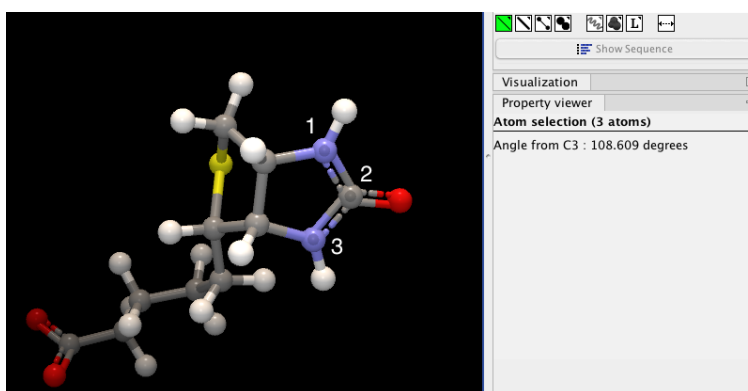 L
Show Sequence
Visualization
Property viewer
Atom selection (3 atoms)
Angle from C3 : 108.609 degrees
1
2
3